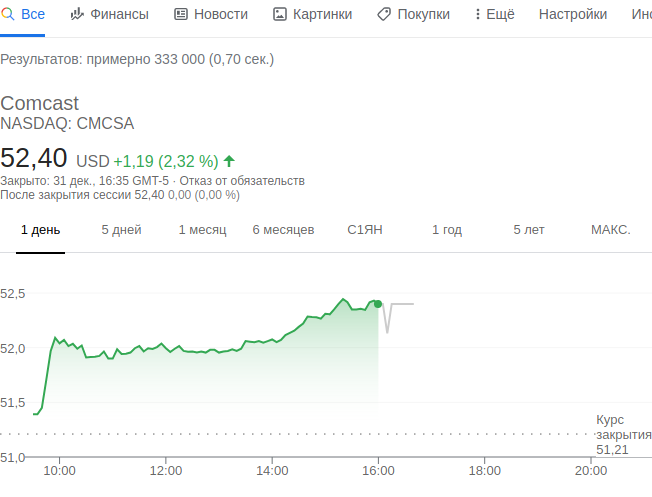 Все Финансы Новости Картинки Покупки Ещё Настройки Инс
Результатов: примерно 333 000 (0,70 сек.)
Comcast
NASDAQ: CMCSA
52,40 USD +1,19 (2,32 %)
Закрыто: 31 дек., 16:35 GMT-5 · Отказ от обязательств
После закрытия сессии 52,40 0,00 (0,00 %)
1 день 5 дней 1 месяц 6 месяцев С1ЯН 1 год 5 лет МАКС.
52,5
52,0
51,5
Курс
закрытия
51,21
51,0
10:00 12:00 14:00 16:00 18:00 20:00